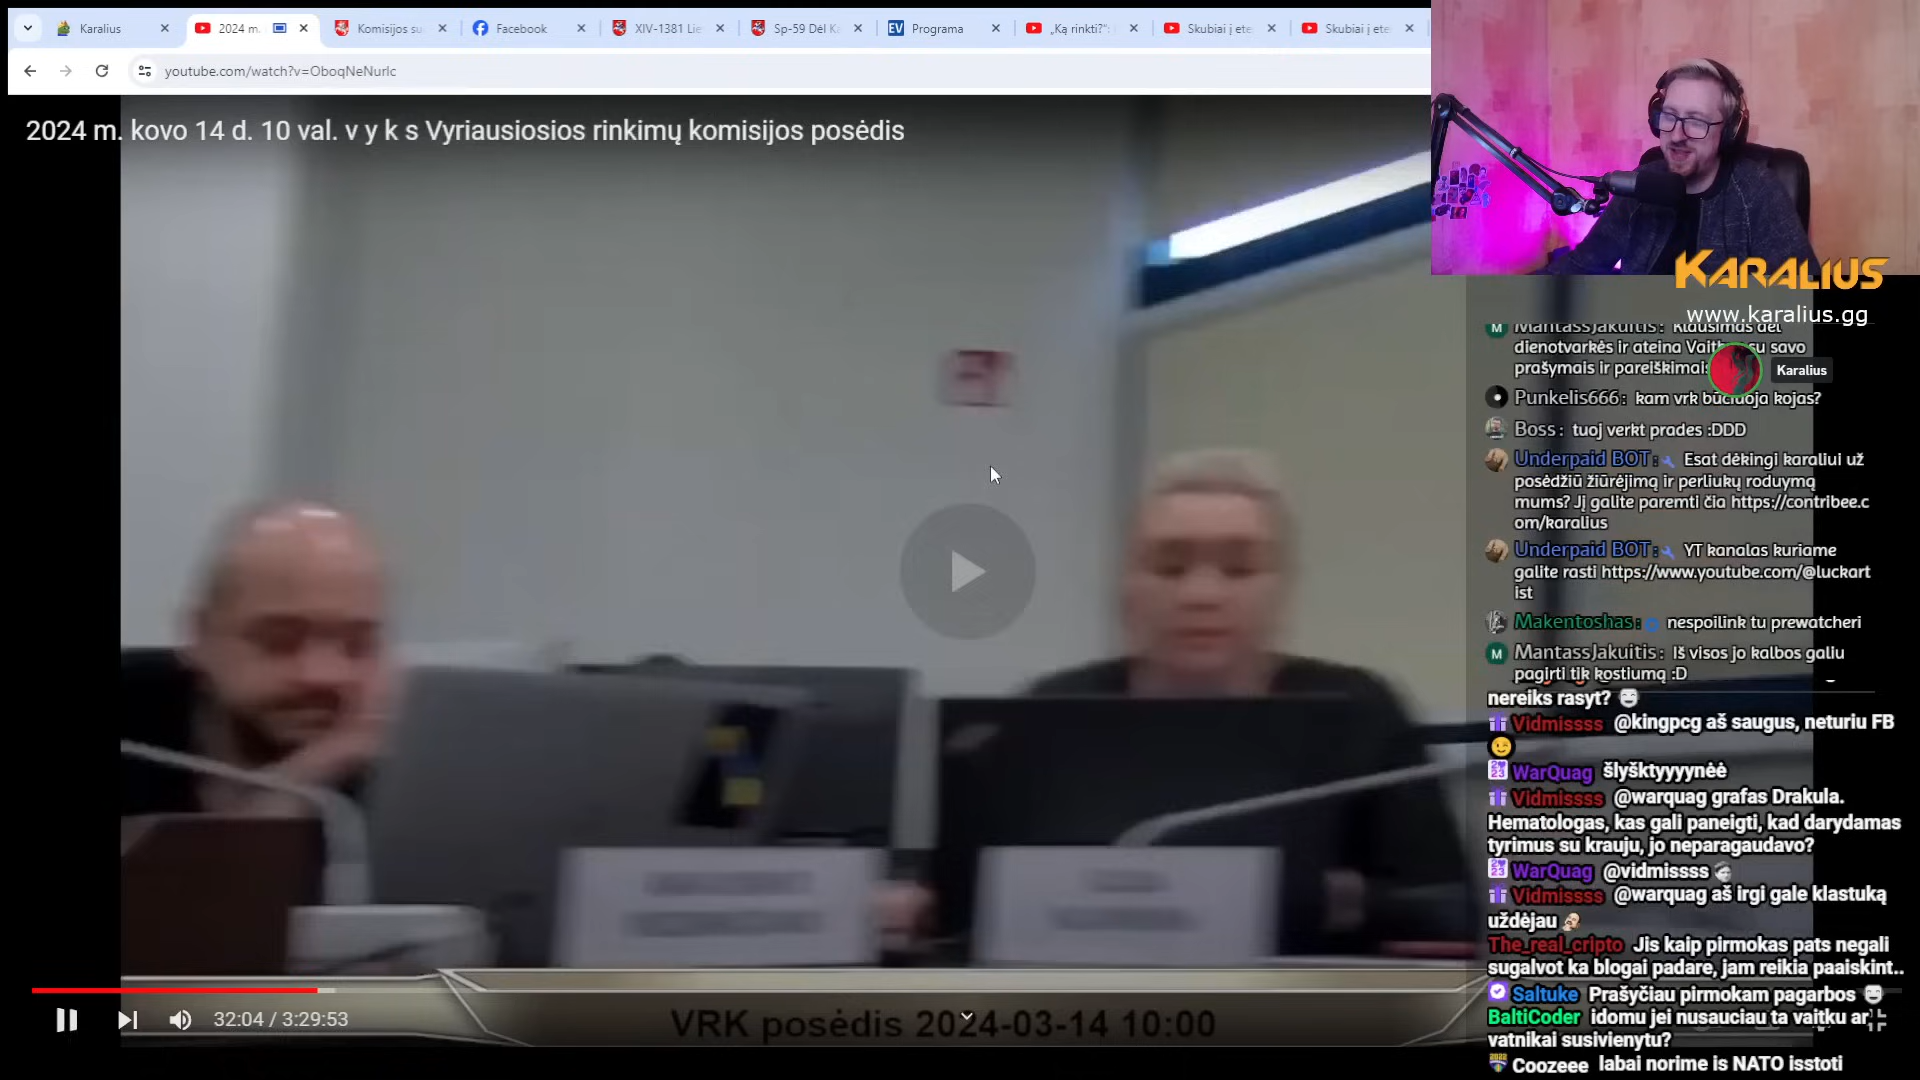 Karalius
2024 m.
Komisijos su
Facebook
XIV-1381 Lie
Sp-59 Dėl K
EV Programa
„Ką rinkti?“:
Skubiai į ete
Skubiai į ete
youtube.com/watch?v=OboqNeNurlc
2024 m. kovo 14 d. 10 val. v y k s Vyriausiosios rinkimų komisijos posėdis
KARALIUS
www.karalius.gg
MantassJakuitis: Klausimas dėl
dienotvarkės ir ateina su savo
prašymais ir pareiškimais
Karalius
Punkelis666: kam vrk bučiuoja kojas?
Boss: tuoj verkt prades :DDD
Underpaid BOT: Esat dėkingi karaliui už
posėdžiū žiūrėjimą ir perliukų roduymą
mums? Jį galite paremti čia https://contribee.c
om/karalius
Underpaid BOT: YT kanalas kuriame
galite rasti https://www.youtube.com/@luckart
ist
Makentoshas: nespoilink tu prewatcheri
MantassJakuitis: Iš visos jo kalbos galiu
pagirti tik kostiumą :D
nereiks rasyt?
Vidmissss @kingpcg aš saugus, neturiu FB
WarQuag šlyšktyyyynėė
Vidmissss @warquag grafas Drakula.
Hematologas, kas gali paneigti, kad darydamas
tyrimus su krauju, jo neparagaudavo?
WarQuag @vidmissss
Vidmissss @warquag aš irgi gale klastuką
uždėjau
The_real_cripto Jis kaip pirmokas pats negali
sugalvot ka blogai padare, jam reikia paaiskint..
Saltuke Prašyčiau pirmokam pagarbos
BaltiCoder idomu jei nusauciau ta vaitku ar
vatnikai susivienytu?
Coozeee labai norime is NATO isstoti
32:04 / 3:29:53
VRK posėdis 2024-03-14 10:00